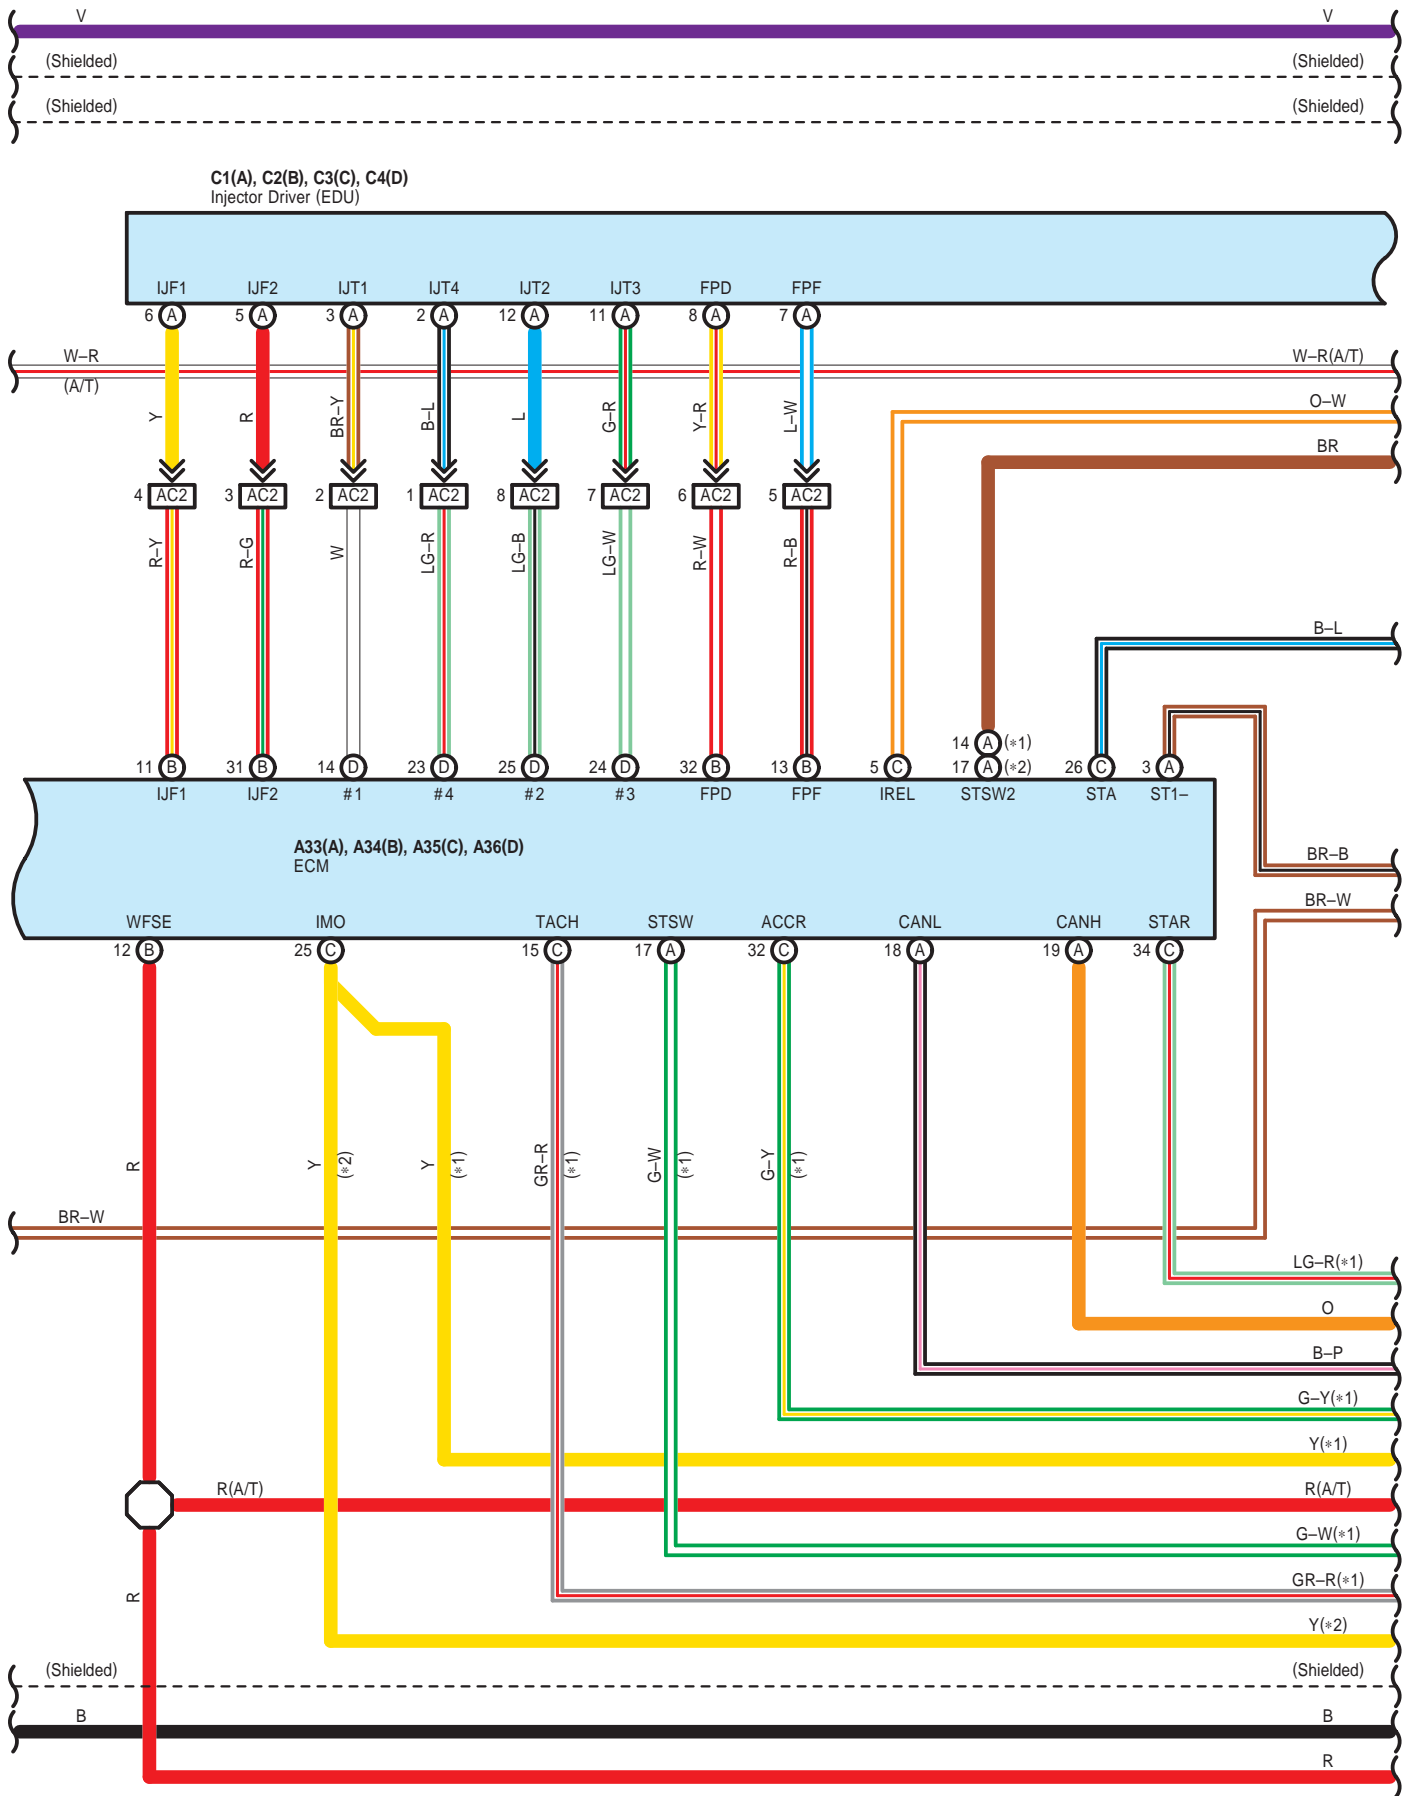 V V
(Shielded) (Shielded)
(Shielded) (Shielded)
C1(A), C2(B), C3(C), C4(D)
Injector Driver (EDU)
IJF1 IJF2 IJT1 IJT4 IJT2 IJT3 FPD FPF
6 A 5 A 3 A 2 A 12 A 11 A 8 A 7 A
W–R W–R(A/T)
(A/T)
O–W
Y R BR–Y B–L L G–R Y–R L–W
BR
4 AC2 3 AC2 2 AC2 1 AC2 8 AC2 7 AC2 6 AC2 5 AC2
R–Y R–G W LG–R LG–B LG–W R–W R–B
B–L
14 A (*1)
11 B 31 B 14 D 23 D 25 D 24 D 32 B 13 B 5 C 17 A (*2) 26 C 3 A
IJF1 IJF2 #1 #4 #2 #3 FPD FPF IREL STSW2 STA ST1–
A33(A), A34(B), A35(C), A36(D)
ECM
BR–B
BR–W
WFSE IMO TACH STSW ACCR CANL CANH STAR
12 B 25 C 15 C 17 A 32 C 18 A 19 A 34 C
R Y (*2) Y (*1) GR–R (*1) G–W (*1) G–Y (*1)
BR–W
LG–R(*1)
O
B–P
G–Y(*1)
Y(*1)
R(A/T) R(A/T)
G–W(*1)
R GR–R(*1)
Y(*2)
(Shielded) (Shielded)
B B
R